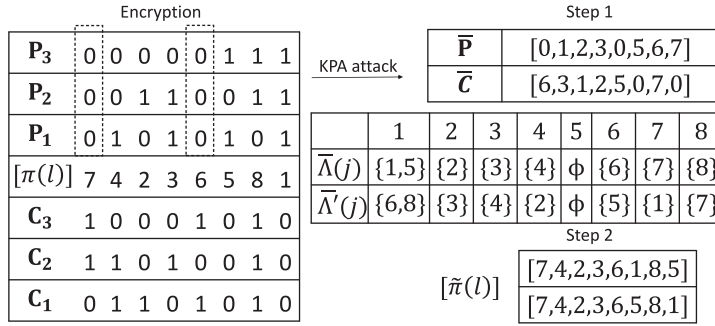 Encryption
P₃ 0 0 0 0 0 1 1 1
P₂ 0 0 1 1 0 0 1 1
P₁ 0 1 0 1 0 1 0 1
[π(l)] 7 4 2 3 6 5 8 1
C₃ 1 0 0 0 1 0 1 0
C₂ 1 1 0 1 0 0 1 0
C₁ 0 1 1 0 1 0 1 0
KPA attack
Step 1
P̄ [0,1,2,3,0,5,6,7]
C̄ [6,3,1,2,5,0,7,0]
1 2 3 4 5 6 7 8
Λ̄(j) {1,5} {2} {3} {4} ϕ {6} {7} {8}
Λ̄′(j) {6,8} {3} {4} {2} ϕ {5} {1} {7}
Step 2
[π̃(l)]
[7,4,2,3,6,1,8,5]
[7,4,2,3,6,5,8,1]